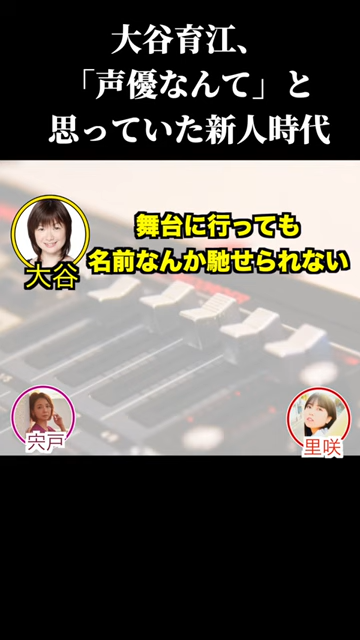 大谷育江、
「声優なんて」と
思っていた新人時代
舞台に行っても
名前なんか馳せられない
大谷
宍戸
里咲